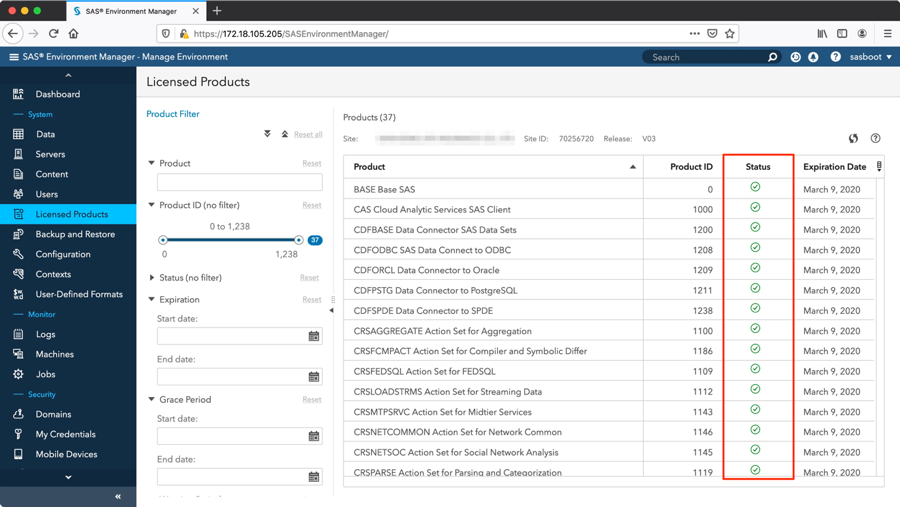 SAS® Environment Manager
https://172.18.105.205/SASEnvironmentManager/
SAS® Environment Manager - Manage Environment
Search
sasboot
Dashboard
System
Data
Servers
Content
Users
Licensed Products
Backup and Restore
Configuration
Contexts
User-Defined Formats
Monitor
Logs
Machines
Jobs
Security
Domains
My Credentials
Mobile Devices
Licensed Products
Product Filter
Reset all
Product Reset
Product ID (no filter) Reset
0 to 1,238
37
0 1,238
Status (no filter) Reset
Expiration Reset
Start date:
End date:
Grace Period Reset
Start date:
End date:
Products (37)
Site: Site ID: 70256720 Release: V03
Product Product ID Status Expiration Date
BASE Base SAS 0 March 9, 2020
CAS Cloud Analytic Services SAS Client 1000 March 9, 2020
CDFBASE Data Connector SAS Data Sets 1200 March 9, 2020
CDFODBC SAS Data Connect to ODBC 1208 March 9, 2020
CDFORCL Data Connector to Oracle 1209 March 9, 2020
CDFPSTG Data Connector to PostgreSQL 1211 March 9, 2020
CDFSPDE Data Connector to SPDE 1238 March 9, 2020
CRSAGGREGATE Action Set for Aggregation 1100 March 9, 2020
CRSFCMPACT Action Set for Compiler and Symbolic Differ 1186 March 9, 2020
CRSFEDSQL Action Set for FEDSQL 1109 March 9, 2020
CRSLOADSTRMS Action Set for Streaming Data 1112 March 9, 2020
CRSMTPSRVC Action Set for Midtier Services 1143 March 9, 2020
CRSNETCOMMON Action Set for Network Common 1146 March 9, 2020
CRSNETSOC Action Set for Social Network Analysis 1145 March 9, 2020
CRSPARSE Action Set for Parsing and Categorization 1119 March 9, 2020